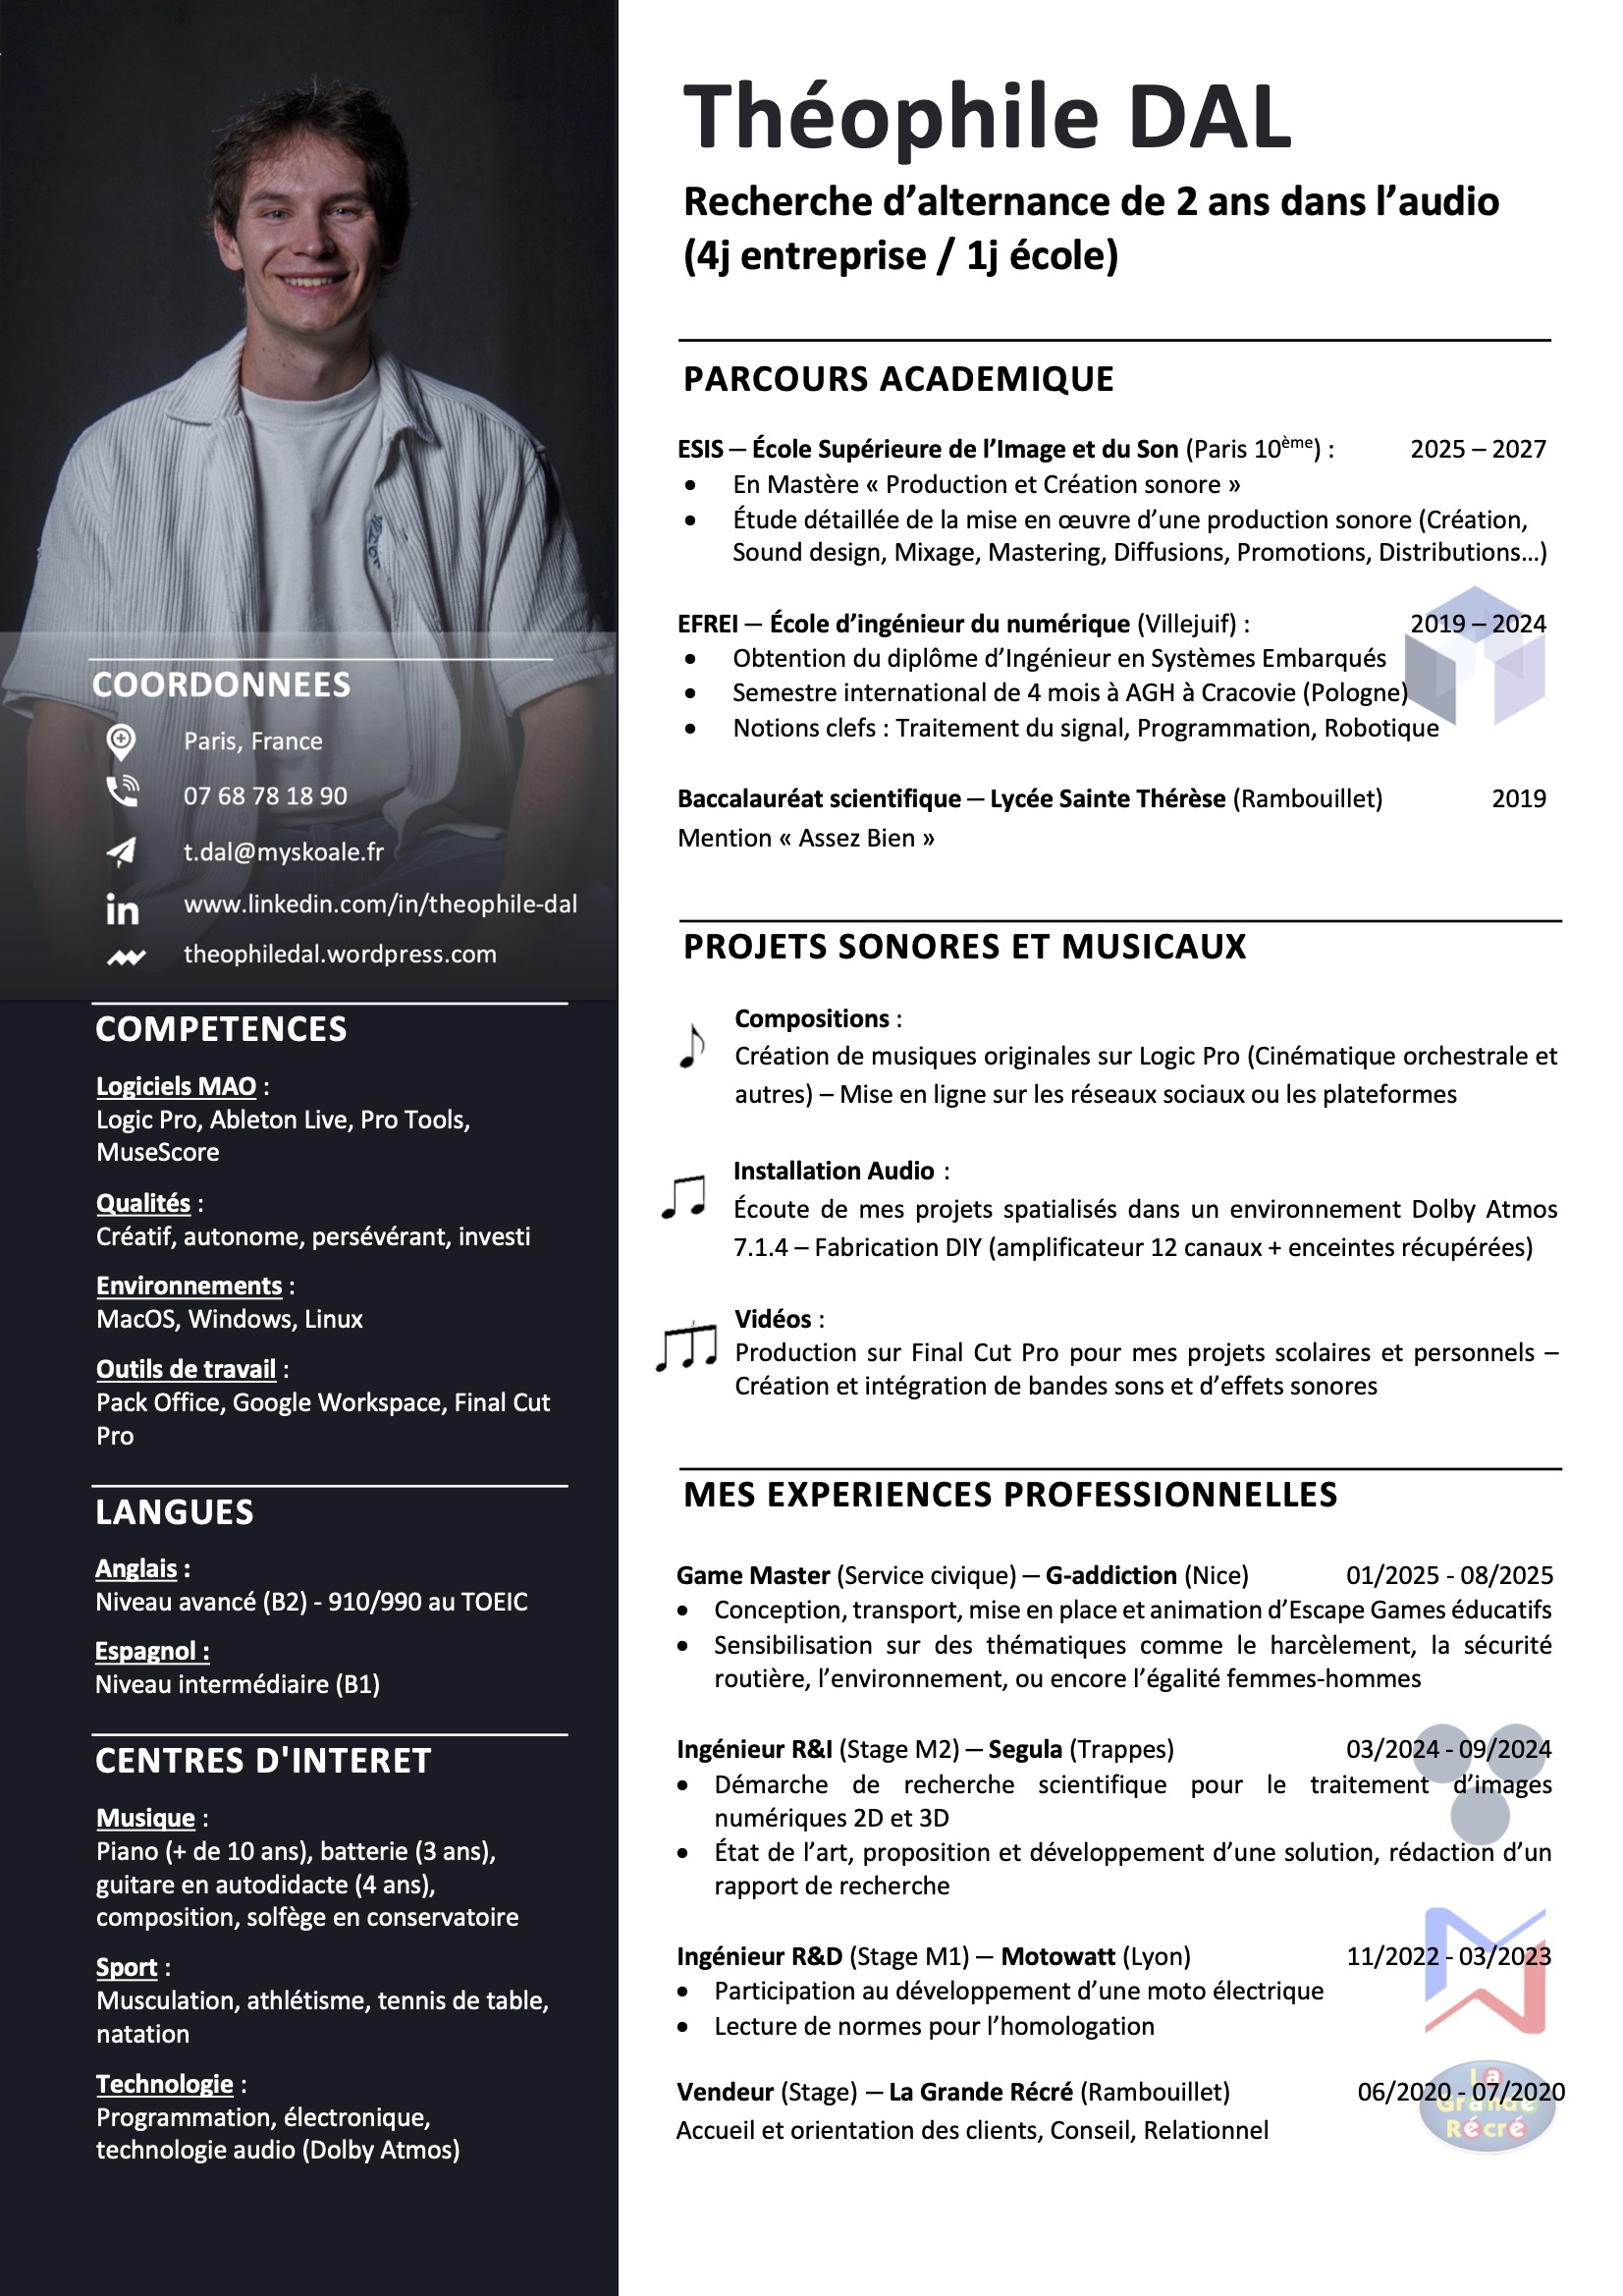 Théophile DAL
Recherche d’alternance de 2 ans dans l’audio
(4j entreprise / 1j école)
PARCOURS ACADEMIQUE
ESIS – École Supérieure de l’Image et du Son (Paris 10ème) : 2025 – 2027
• En Mastère « Production et Création sonore »
• Étude détaillée de la mise en œuvre d’une production sonore (Création,
Sound design, Mixage, Mastering, Diffusions, Promotions, Distributions…)
EFREI – École d’ingénieur du numérique (Villejuif) : 2019 – 2024
• Obtention du diplôme d’Ingénieur en Systèmes Embarqués
• Semestre international de 4 mois à AGH à Cracovie (Pologne)
• Notions clefs : Traitement du signal, Programmation, Robotique
Baccalauréat scientifique – Lycée Sainte Thérèse (Rambouillet) 2019
Mention « Assez Bien »
PROJETS SONORES ET MUSICAUX
Compositions :
Création de musiques originales sur Logic Pro (Cinématique orchestrale et
autres) – Mise en ligne sur les réseaux sociaux ou les plateformes
Installation Audio :
Écoute de mes projets spatialisés dans un environnement Dolby Atmos
7.1.4 – Fabrication DIY (amplificateur 12 canaux + enceintes récupérées)
Vidéos :
Production sur Final Cut Pro pour mes projets scolaires et personnels –
Création et intégration de bandes sons et d’effets sonores
MES EXPERIENCES PROFESSIONNELLES
Game Master (Service civique) – G-addiction (Nice) 01/2025 - 08/2025
• Conception, transport, mise en place et animation d’Escape Games éducatifs
• Sensibilisation sur des thématiques comme le harcèlement, la sécurité
routière, l’environnement, ou encore l’égalité femmes-hommes
Ingénieur R&I (Stage M2) – Segula (Trappes) 03/2024 - 09/2024
• Démarche de recherche scientifique pour le traitement d’images
numériques 2D et 3D
• État de l’art, proposition et développement d’une solution, rédaction d’un
rapport de recherche
Ingénieur R&D (Stage M1) – Motowatt (Lyon) 11/2022 - 03/2023
• Participation au développement d’une moto électrique
• Lecture de normes pour l’homologation
Vendeur (Stage) – La Grande Récré (Rambouillet) 06/2020 - 07/2020
Accueil et orientation des clients, Conseil, Relationnel
La
Grande
Récré
COORDONNEES
Paris, France
07 68 78 18 90
t.dal@myskoale.fr
in www.linkedin.com/in/theophile-dal
theophiledal.wordpress.com
COMPETENCES
Logiciels MAO :
Logic Pro, Ableton Live, Pro Tools,
MuseScore
Qualités :
Créatif, autonome, persévérant, investi
Environnements :
MacOS, Windows, Linux
Outils de travail :
Pack Office, Google Workspace, Final Cut
Pro
LANGUES
Anglais :
Niveau avancé (B2) - 910/990 au TOEIC
Espagnol :
Niveau intermédiaire (B1)
CENTRES D'INTERET
Musique :
Piano (+ de 10 ans), batterie (3 ans),
guitare en autodidacte (4 ans),
composition, solfège en conservatoire
Sport :
Musculation, athlétisme, tennis de table,
natation
Technologie :
Programmation, électronique,
technologie audio (Dolby Atmos)